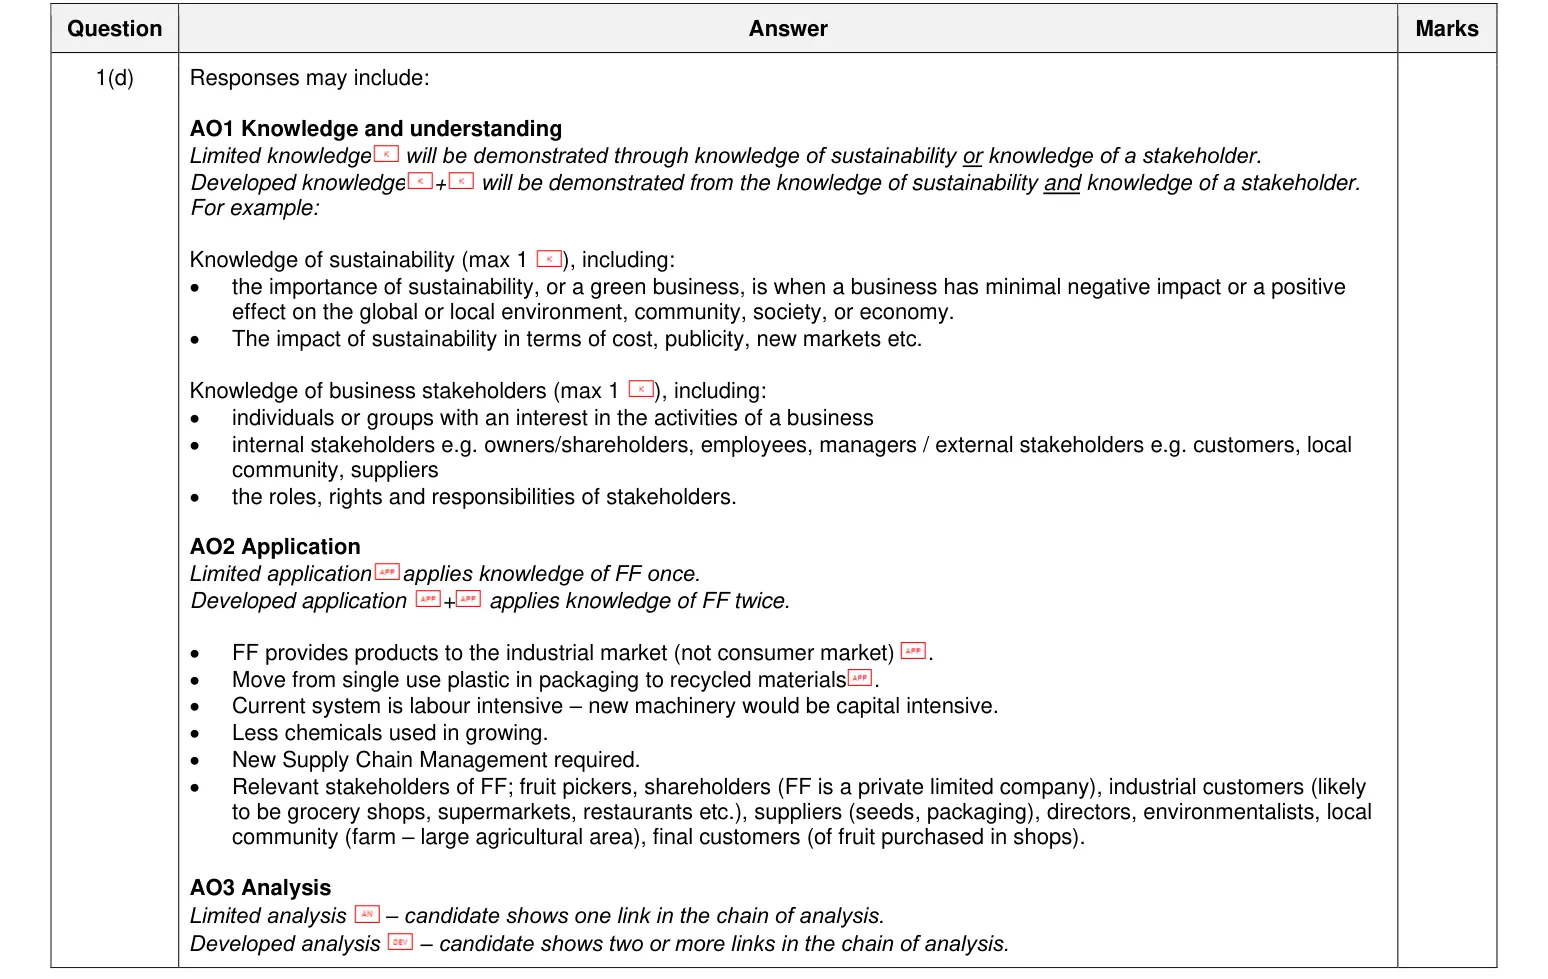 Question Answer Marks
1(d) Responses may include:
AO1 Knowledge and understanding
Limited knowledge K will be demonstrated through knowledge of sustainability or knowledge of a stakeholder.
Developed knowledge K + K will be demonstrated from the knowledge of sustainability and knowledge of a stakeholder.
For example:
Knowledge of sustainability (max 1 K ), including:
• the importance of sustainability, or a green business, is when a business has minimal negative impact or a positive
effect on the global or local environment, community, society, or economy.
• The impact of sustainability in terms of cost, publicity, new markets etc.
Knowledge of business stakeholders (max 1 K ), including:
• individuals or groups with an interest in the activities of a business
• internal stakeholders e.g. owners/shareholders, employees, managers / external stakeholders e.g. customers, local
community, suppliers
• the roles, rights and responsibilities of stakeholders.
AO2 Application
Limited application APP applies knowledge of FF once.
Developed application APP + APP applies knowledge of FF twice.
• FF provides products to the industrial market (not consumer market) APP .
• Move from single use plastic in packaging to recycled materials APP .
• Current system is labour intensive – new machinery would be capital intensive.
• Less chemicals used in growing.
• New Supply Chain Management required.
• Relevant stakeholders of FF; fruit pickers, shareholders (FF is a private limited company), industrial customers (likely
to be grocery shops, supermarkets, restaurants etc.), suppliers (seeds, packaging), directors, environmentalists, local
community (farm – large agricultural area), final customers (of fruit purchased in shops).
AO3 Analysis
Limited analysis AN – candidate shows one link in the chain of analysis.
Developed analysis DEV – candidate shows two or more links in the chain of analysis.